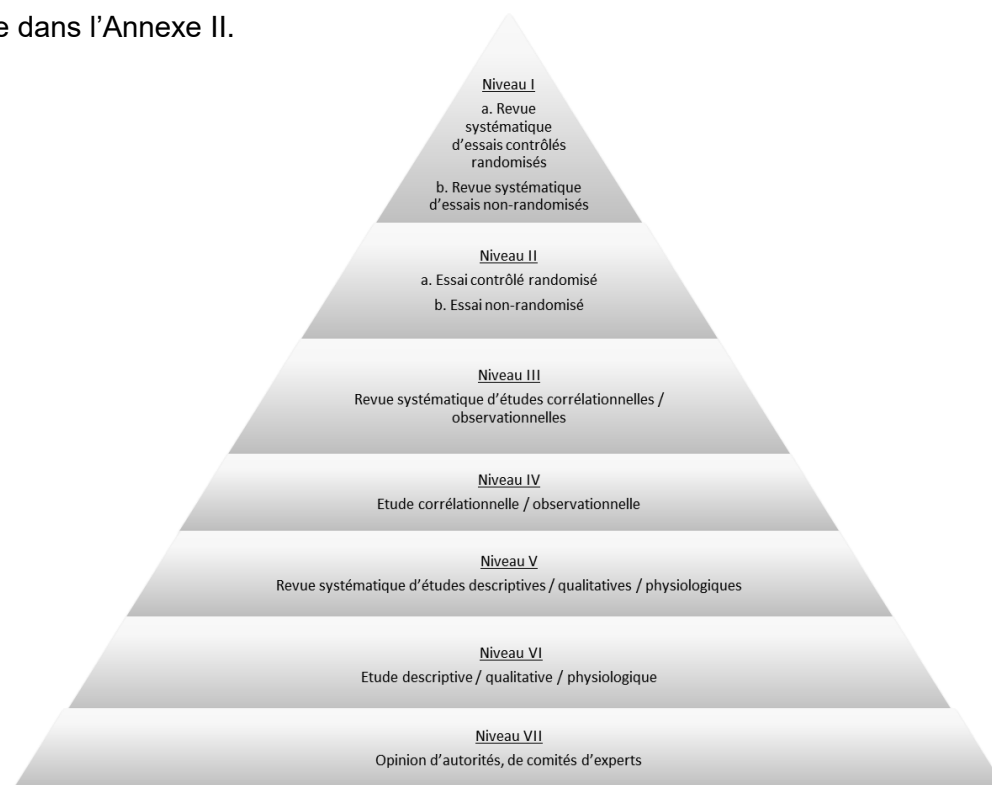 e dans l’Annexe II.
Niveau I
a. Revue
systématique
d’essais contrôlés
randomisés
b. Revue systématique
d’essais non-randomisés
Niveau II
a. Essai contrôlé randomisé
b. Essai non-randomisé
Niveau III
Revue systématique d’études corrélationnelles /
observationnelles
Niveau IV
Etude corrélationnelle / observationnelle
Niveau V
Revue systématique d’études descriptives / qualitatives / physiologiques
Niveau VI
Etude descriptive / qualitative / physiologique
Niveau VII
Opinion d’autorités, de comités d’experts